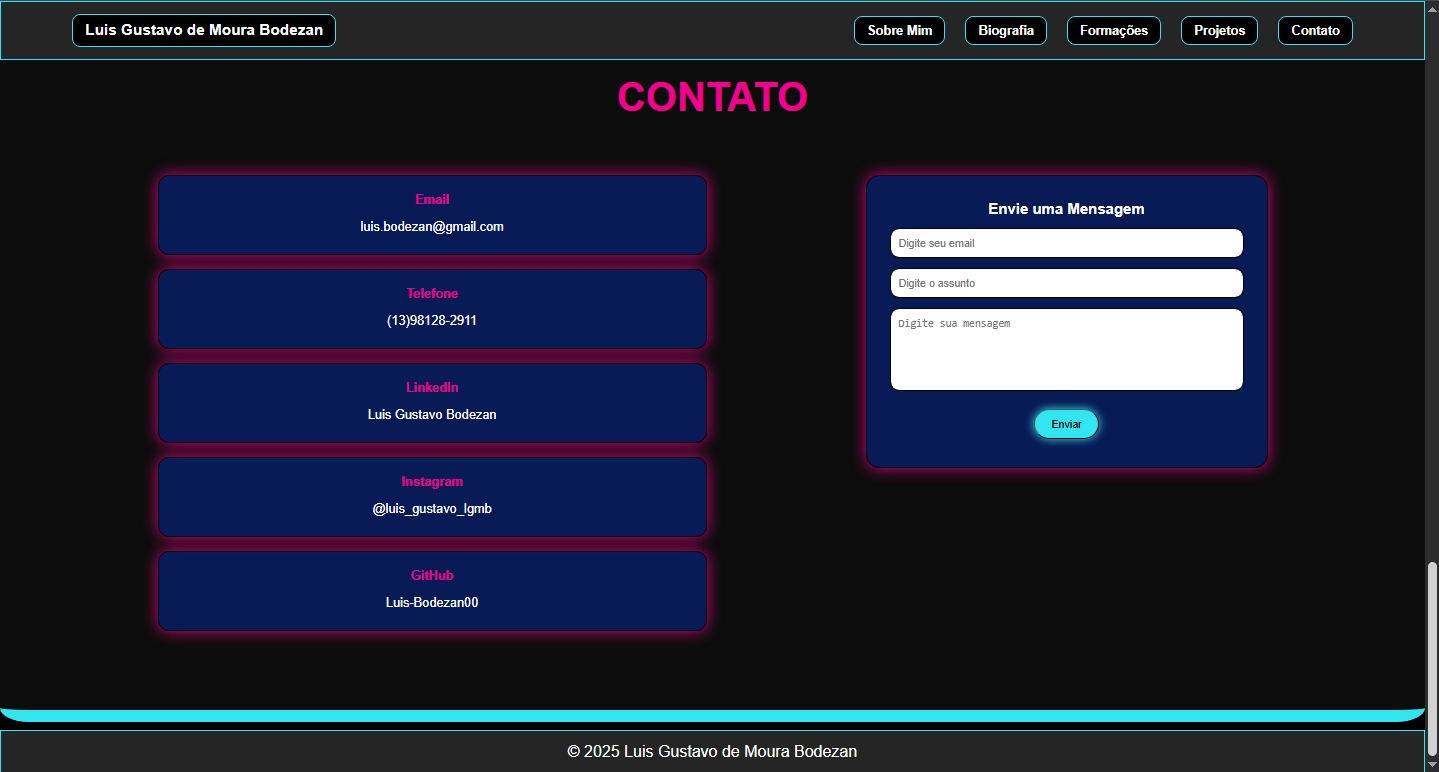 Luis Gustavo de Moura Bodezan
Sobre Mim
Biografia
Formações
Projetos
Contato
CONTATO
Email
luis.bodezan@gmail.com
Telefone
(13)98128-2911
LinkedIn
Luis Gustavo Bodezan
Instagram
@luis_gustavo_lgmb
GitHub
Luis-Bodezan00
Envie uma Mensagem
Digite seu email
Digite o assunto
Digite sua mensagem
Enviar
© 2025 Luis Gustavo de Moura Bodezan